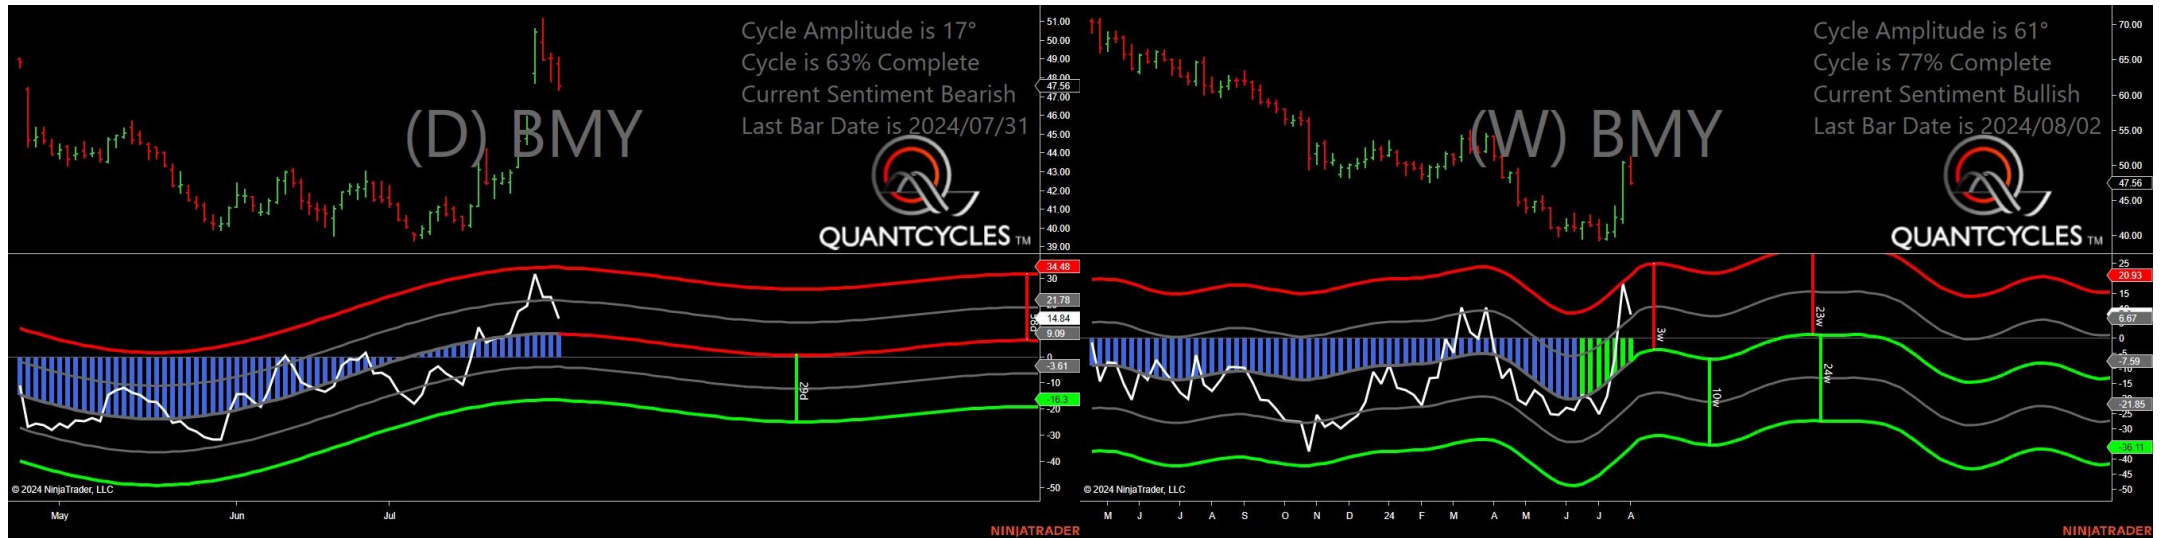 Cycle Amplitude is 17°
Cycle is 63% Complete
Current Sentiment Bearish
Last Bar Date is 2024/07/31
(D) BMY
QUANTCYCLES TM
51.00
50.00
49.00
48.00
47.56
47.00
46.00
45.00
44.00
43.00
42.00
41.00
40.00
39.00
34.48
30
21.78
14.84
9.09
0
-3.61
-10
-16.3
-20
-30
-40
-50
29d
© 2024 NinjaTrader, LLC
May Jun Jul
NINJATRADER
Cycle Amplitude is 61°
Cycle is 77% Complete
Current Sentiment Bullish
Last Bar Date is 2024/08/02
(W) BMY
QUANTCYCLES TM
70.00
65.00
60.00
55.00
50.00
47.56
45.00
40.00
25
20.93
15
6.67
0
-5
-7.59
-10
-15
-21.85
-25
-30
-36.11
-40
-45
-50
3w
10w
23w
24w
© 2024 NinjaTrader, LLC
M J J A S O N D 24 F M A M J J A
NINJATRADER